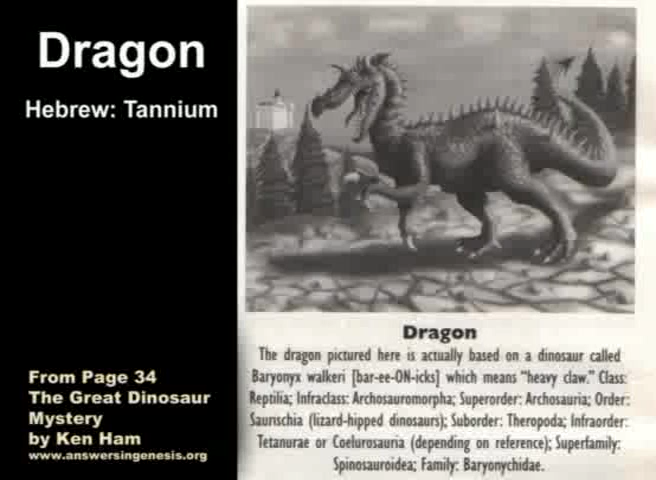 Dragon
Hebrew: Tannium
From Page 34
The Great Dinosaur
Mystery
by Ken Ham
www.answersingenesis.org
Dragon
The dragon pictured here is actually based on a dinosaur called
Baryonyx walkeri [bar-ee-ON-icks] which means "heavy claw." Class:
Reptilia; Infraclass: Archosauromorpha; Superorder: Archosauria; Order:
Saurischia (lizard-hipped dinosaurs); Suborder: Theropoda; Infraorder:
Tetanurae or Coelurosauria (depending on reference); Superfamily:
Spinosauroidea; Family: Baryonychidae.